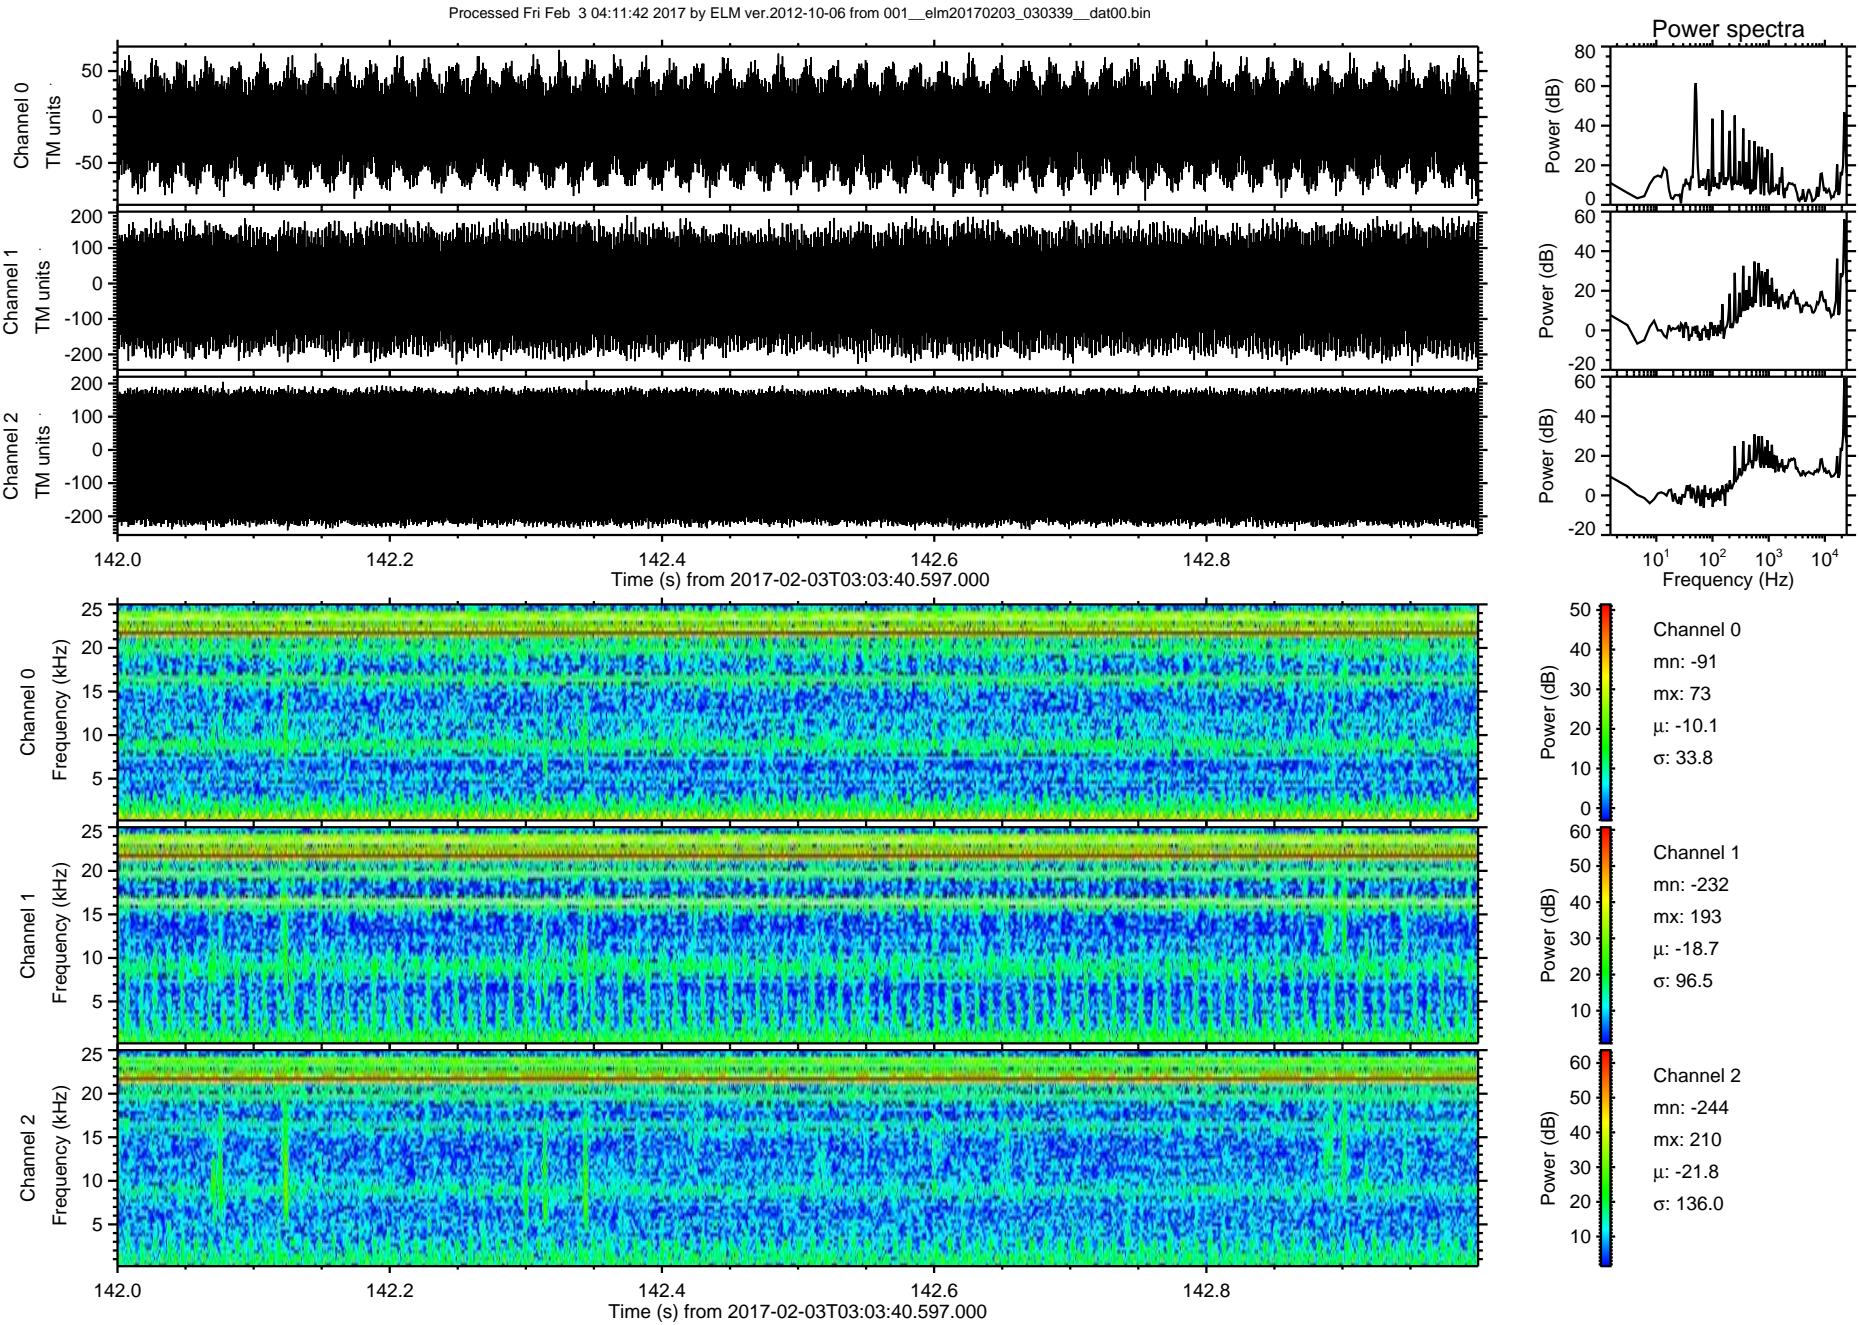 Processed Fri Feb  3 04:11:42 2017 by ELM ver.2012-10-06 from 001__elm20170203_030339__dat00.bin
Power spectra
Channel 0
TM units
50
0
-50
Power (dB)
80
60
40
20
0
Channel 1
TM units
200
100
0
-100
-200
Power (dB)
60
40
20
0
-20
Channel 2
TM units
200
100
0
-100
-200
Power (dB)
60
40
20
0
-20
142.0 142.2 142.4 142.6 142.8
Time (s) from 2017-02-03T03:03:40.597.000
10^1 10^2 10^3 10^4
Frequency (Hz)
Channel 0
Frequency (kHz)
25
20
15
10
5
Power (dB)
50
40
30
20
10
0
Channel 0
mn: -91
mx: 73
μ: -10.1
σ: 33.8
Channel 1
Frequency (kHz)
25
20
15
10
5
Power (dB)
60
50
40
30
20
10
Channel 1
mn: -232
mx: 193
μ: -18.7
σ: 96.5
Channel 2
Frequency (kHz)
25
20
15
10
5
Power (dB)
60
50
40
30
20
10
Channel 2
mn: -244
mx: 210
μ: -21.8
σ: 136.0
142.0 142.2 142.4 142.6 142.8
Time (s) from 2017-02-03T03:03:40.597.000